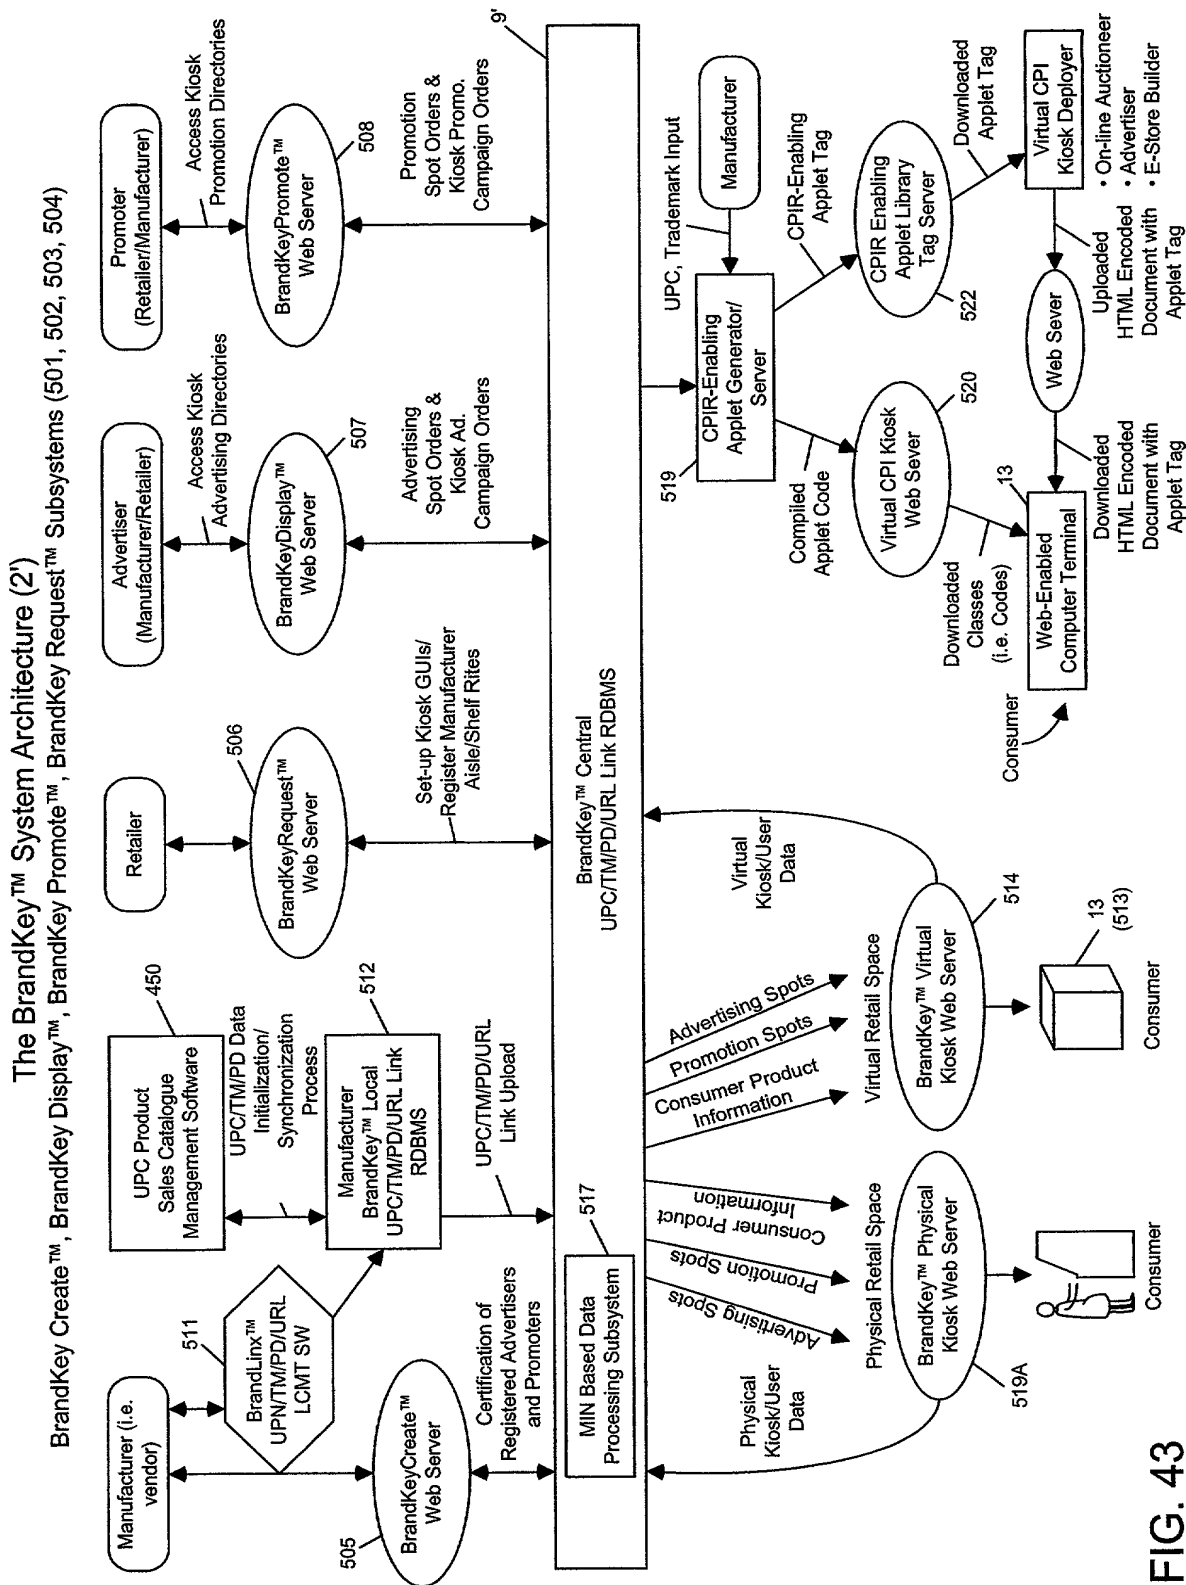 The BrandKey™ System Architecture (2')
BrandKey Create™, BrandKey Display™, BrandKey Promote™, BrandKey Request™ Subsystems (501, 502, 503, 504)
Manufacturer (i.e.
vendor)
511
BrandLinx™
UPN/TM/PD/URL
LCMT SW
505
BrandKeyCreate™
Web Server
Certification of
Registered Advertisers
and Promoters
450
UPC Product
Sales Catalogue
Management Software
UPC/TM/PD Data
Initialization/
Synchronization
Process
512
Manufacturer
BrandKey™ Local
UPC/TM/PD/URL Link
RDBMS
UPC/TM/PD/URL
Link Upload
Retailer
506
BrandKeyRequest™
Web Server
Set-up Kiosk GUIs/
Register Manufacturer
Aisle/Shelf Rites
Advertiser
(Manufacturer/Retailer)
Access Kiosk
Advertising Directories
507
BrandKeyDisplay™
Web Server
Advertising
Spot Orders &
Kiosk Ad.
Campaign Orders
Promoter
(Retailer/Manufacturer)
Access Kiosk
Promotion Directories
508
BrandKeyPromote™
Web Server
Promotion
Spot Orders &
Kiosk Promo.
Campaign Orders
9'
517
MIN Based Data
Processing Subsystem
BrandKey™ Central
UPC/TM/PD/URL Link RDBMS
Physical
Kiosk/User
Data
Advertising Spots
Promotion Spots
Consumer Product
Information
Physical Retail Space
BrandKey™ Physical
Kiosk Web Server
519A
Consumer
Advertising Spots
Promotion Spots
Consumer Product
Information
Virtual Retail Space
BrandKey™ Virtual
Kiosk Web Server
514
Virtual
Kiosk/User
Data
13
(513)
Consumer
UPC, Trademark Input
Manufacturer
519
CPIR-Enabling
Applet Generator/
Server
Compiled
Applet Code
CPIR-Enabling
Applet Tag
Virtual CPI Kiosk
Web Sever
520
CPIR Enabling
Applet Library
Tag Server
522
Downloaded
Classes
(i.e. Codes)
Downloaded
Applet Tag
Consumer
13
Web-Enabled
Computer Terminal
Web Sever
Virtual CPI
Kiosk Deployer
• On-line Auctioneer
• Advertiser
• E-Store Builder
Downloaded
HTML Encoded
Document with
Applet Tag
Uploaded
HTML Encoded
Document with
Applet Tag
FIG. 43